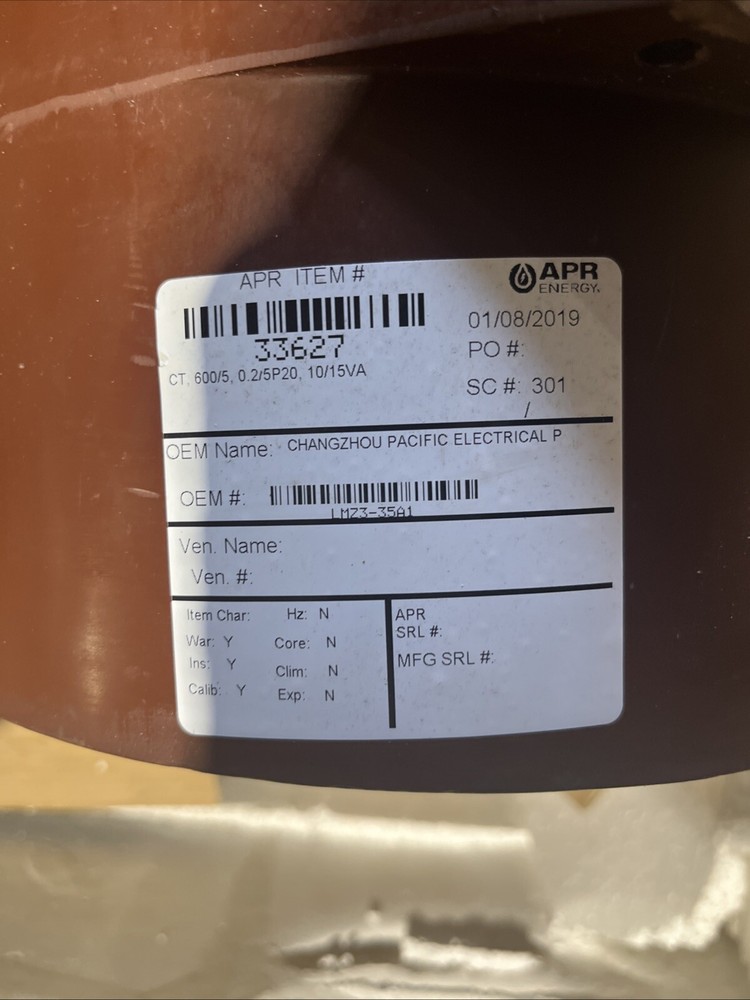 APR ITEM #
APR
ENERGY.
33627
01/08/2019
PO #:
CT, 600/5, 0.2/5P20, 10/15VA
SC #: 301
/
OEM Name: CHANGZHOU PACIFIC ELECTRICAL P
OEM #:
LMZ3-35A1
Ven. Name:
Ven. #:
Item Char: Hz: N
War: Y Core: N
Ins: Y Clim: N
Calib: Y Exp: N
APR
SRL #:
MFG SRL #: